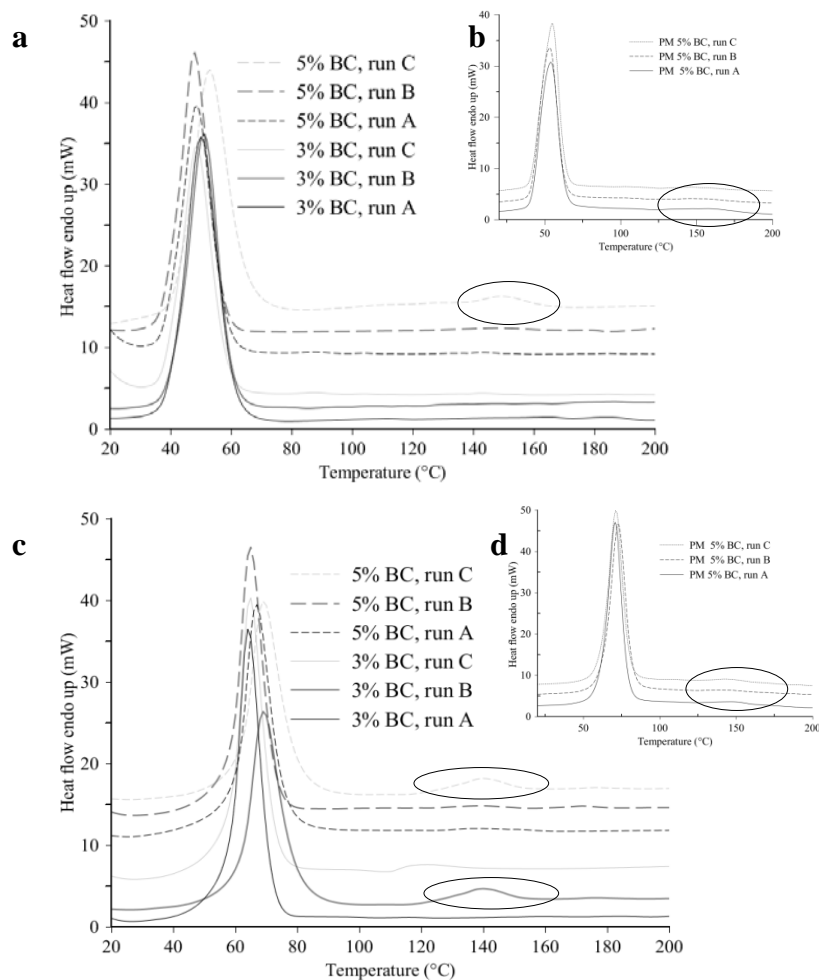 a
50
40
30
20
10
0
Heat flow endo up (mW)
20 40 60 80 100 120 140 160 180 200
Temperature (°C)
5% BC, run C
5% BC, run B
5% BC, run A
3% BC, run C
3% BC, run B
3% BC, run A
b
40
30
20
10
0
Heat flow endo up (mW)
50 100 150 200
Temperature (°C)
PM 5% BC, run C
PM 5% BC, run B
PM 5% BC, run A
c
50
40
30
20
10
0
Heat flow endo up (mW)
20 40 60 80 100 120 140 160 180 200
Temperature (°C)
5% BC, run C
5% BC, run B
5% BC, run A
3% BC, run C
3% BC, run B
3% BC, run A
d
50
40
30
20
10
0
Heat flow endo up (mW)
50 100 150 200
Temperature (°C)
PM 5% BC, run C
PM 5% BC, run B
PM 5% BC, run A